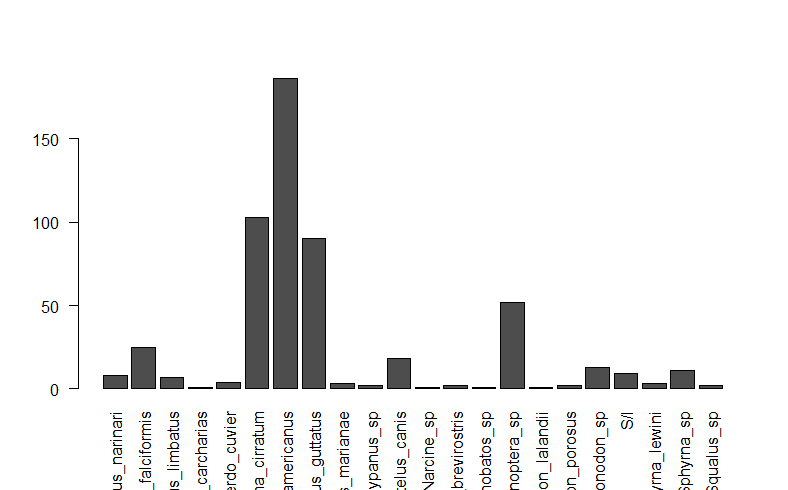 150
100
50
0
us_narinari
_falciformis
us_limbatus
_carcharias
erdo_cuvier
na_cirratum
americanus
us_guttatus
s_marianae
ypanus_sp
telus_canis
Narcine_sp
brevirostris
nobatos_sp
noptera_sp
on_lalandii
on_porosus
onodon_sp
S/I
yrna_lewini
Sphyrna_sp
Squalus_sp